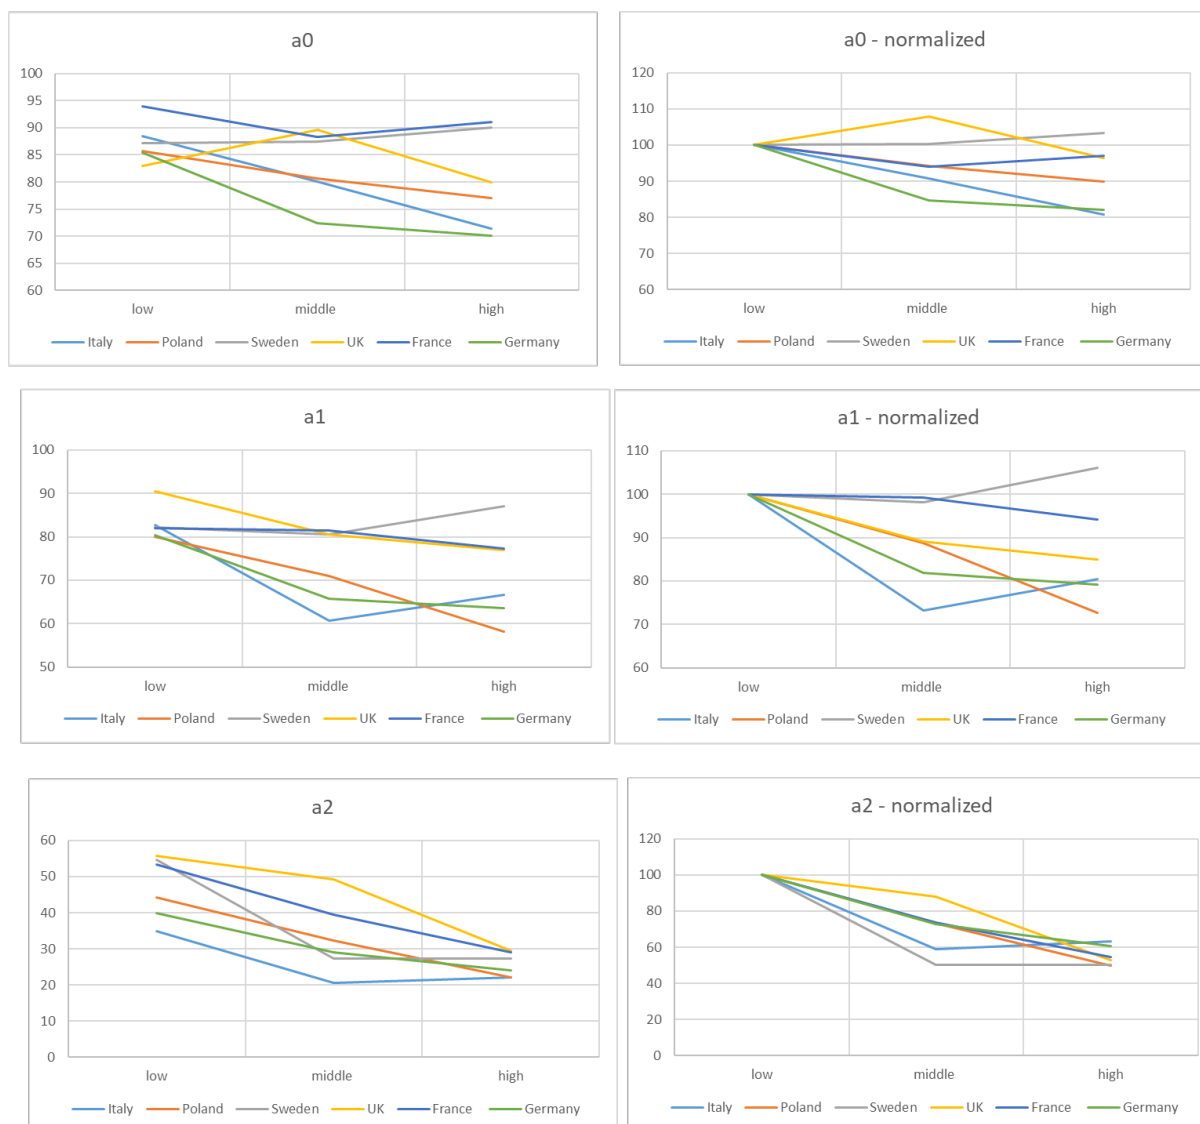 a0
100
95
90
85
80
75
70
65
60
low middle high
Italy Poland Sweden UK France Germany
a0 - normalized
120
110
100
90
80
70
60
low middle high
Italy Poland Sweden UK France Germany
a1
100
90
80
70
60
50
low middle high
Italy Poland Sweden UK France Germany
a1 - normalized
110
100
90
80
70
60
low middle high
Italy Poland Sweden UK France Germany
a2
60
50
40
30
20
10
0
low middle high
Italy Poland Sweden UK France Germany
a2 - normalized
120
100
80
60
40
20
0
low middle high
Italy Poland Sweden UK France Germany